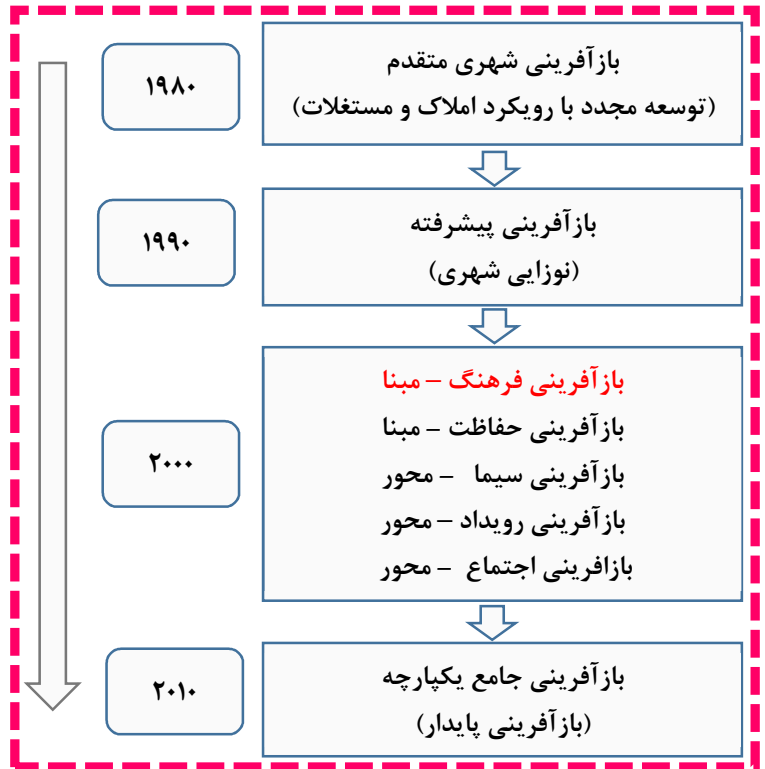 بازآفرینی شهری متقدم
(توسعه مجدد با رویکرد املاک و مستغلات)
۱۹۸۰
بازآفرینی پیشرفته
(نوزایی شهری)
۱۹۹۰
بازآفرینی فرهنگ – مبنا
بازآفرینی حفاظت – مبنا
بازآفرینی سیما – محور
بازآفرینی رویداد – محور
بازافرینی اجتماع – محور
۲۰۰۰
بازآفرینی جامع یکپارچه
(بازآفرینی پایدار)
۲۰۱۰